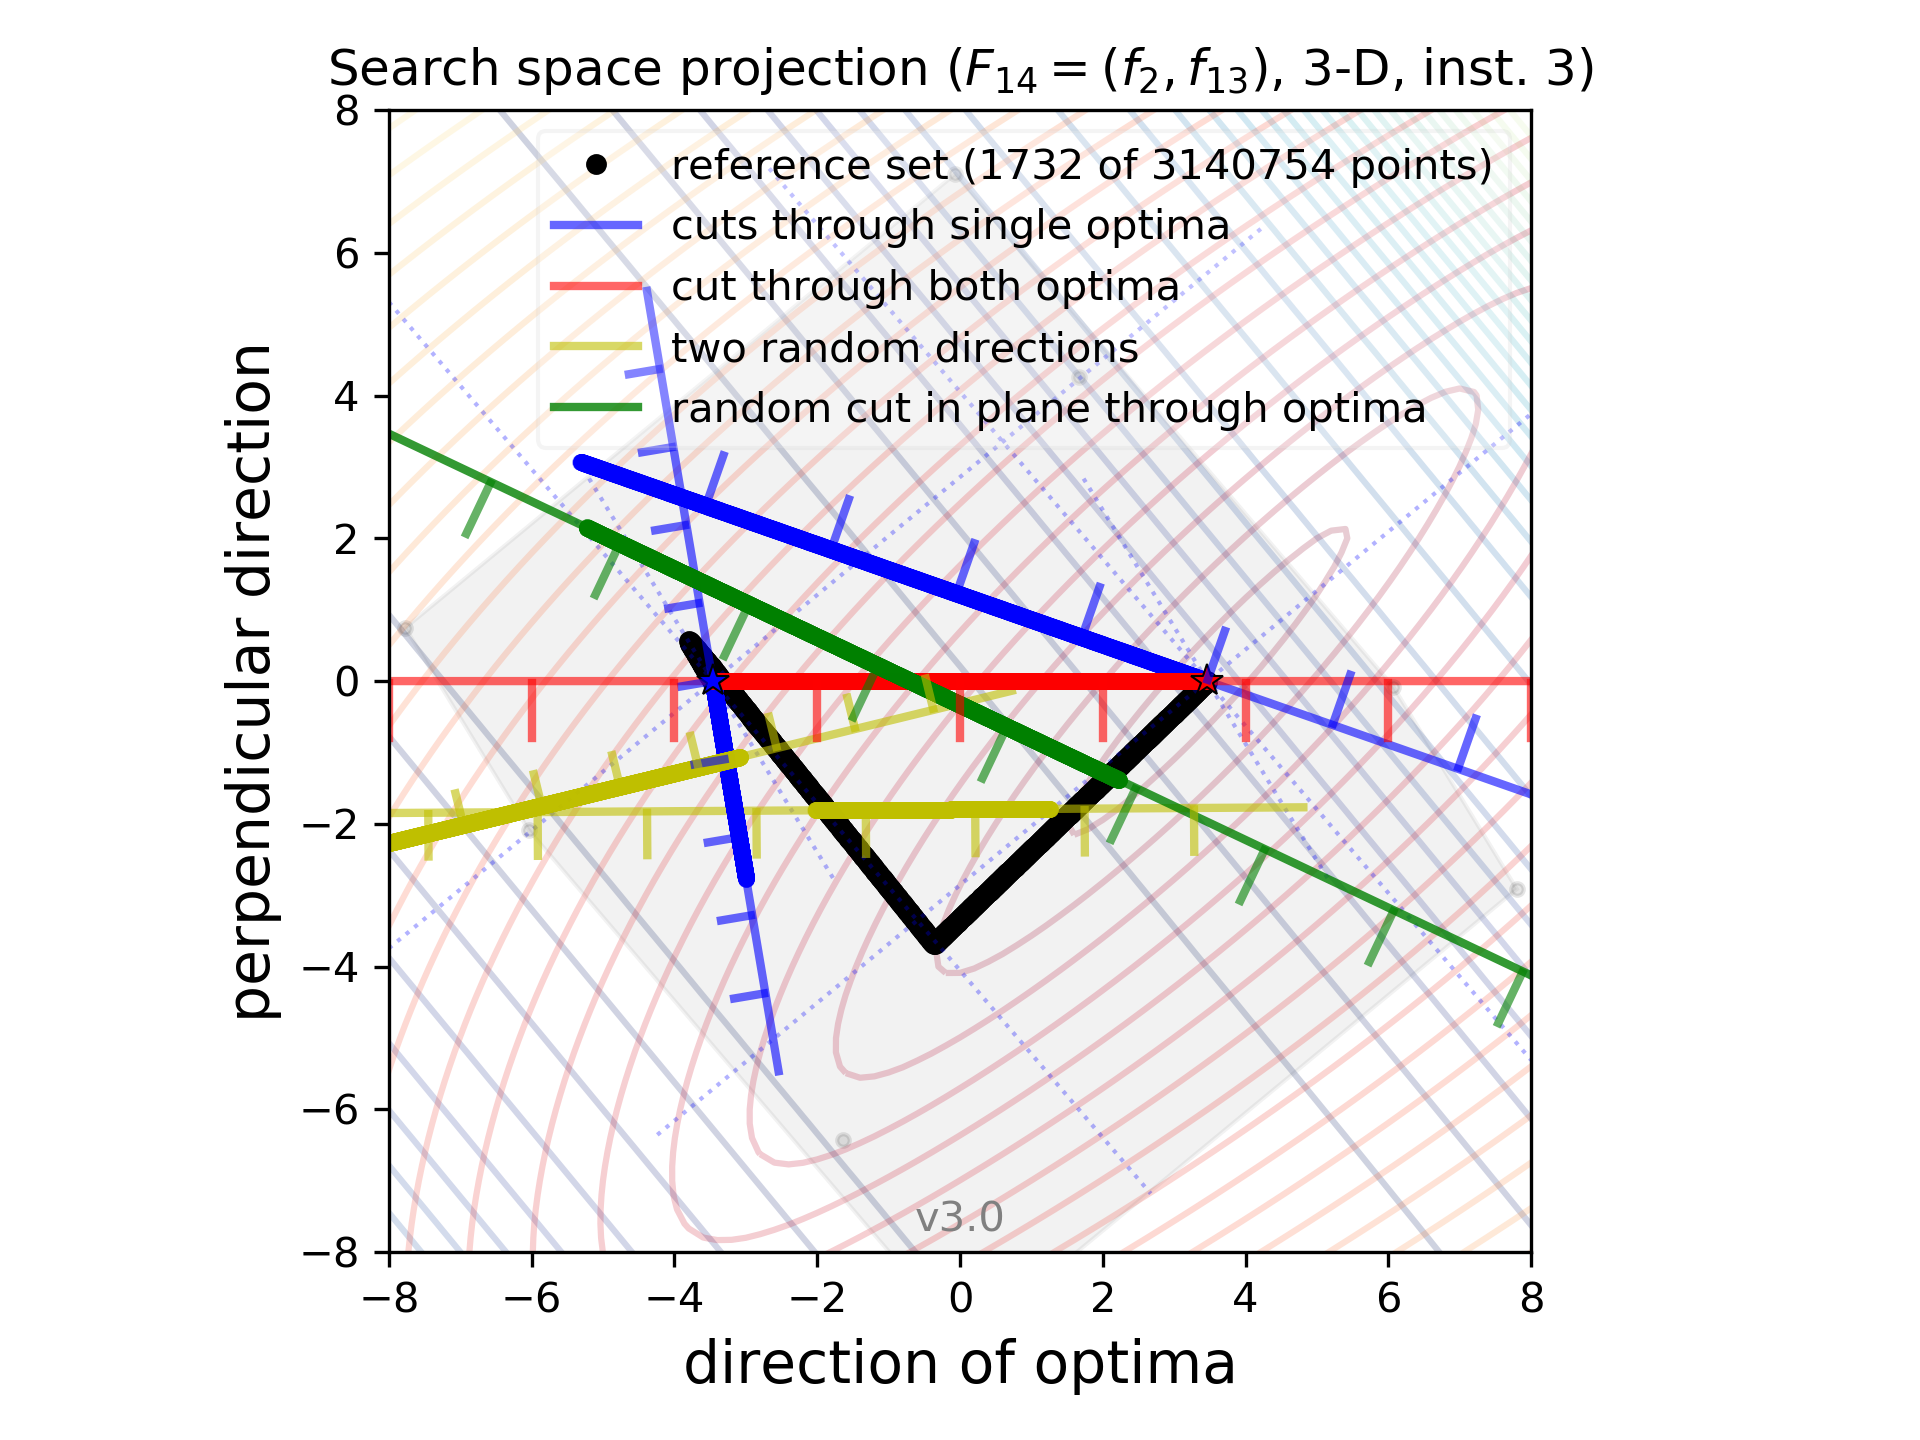 Search space projection (F14 = (f2, f13), 3-D, inst. 3)
reference set (1732 of 3140754 points)
cuts through single optima
cut through both optima
two random directions
random cut in plane through optima
8
6
4
2
0
−2
−4
−6
−8
perpendicular direction
v3.0
−8 −6 −4 −2 0 2 4 6 8
direction of optima